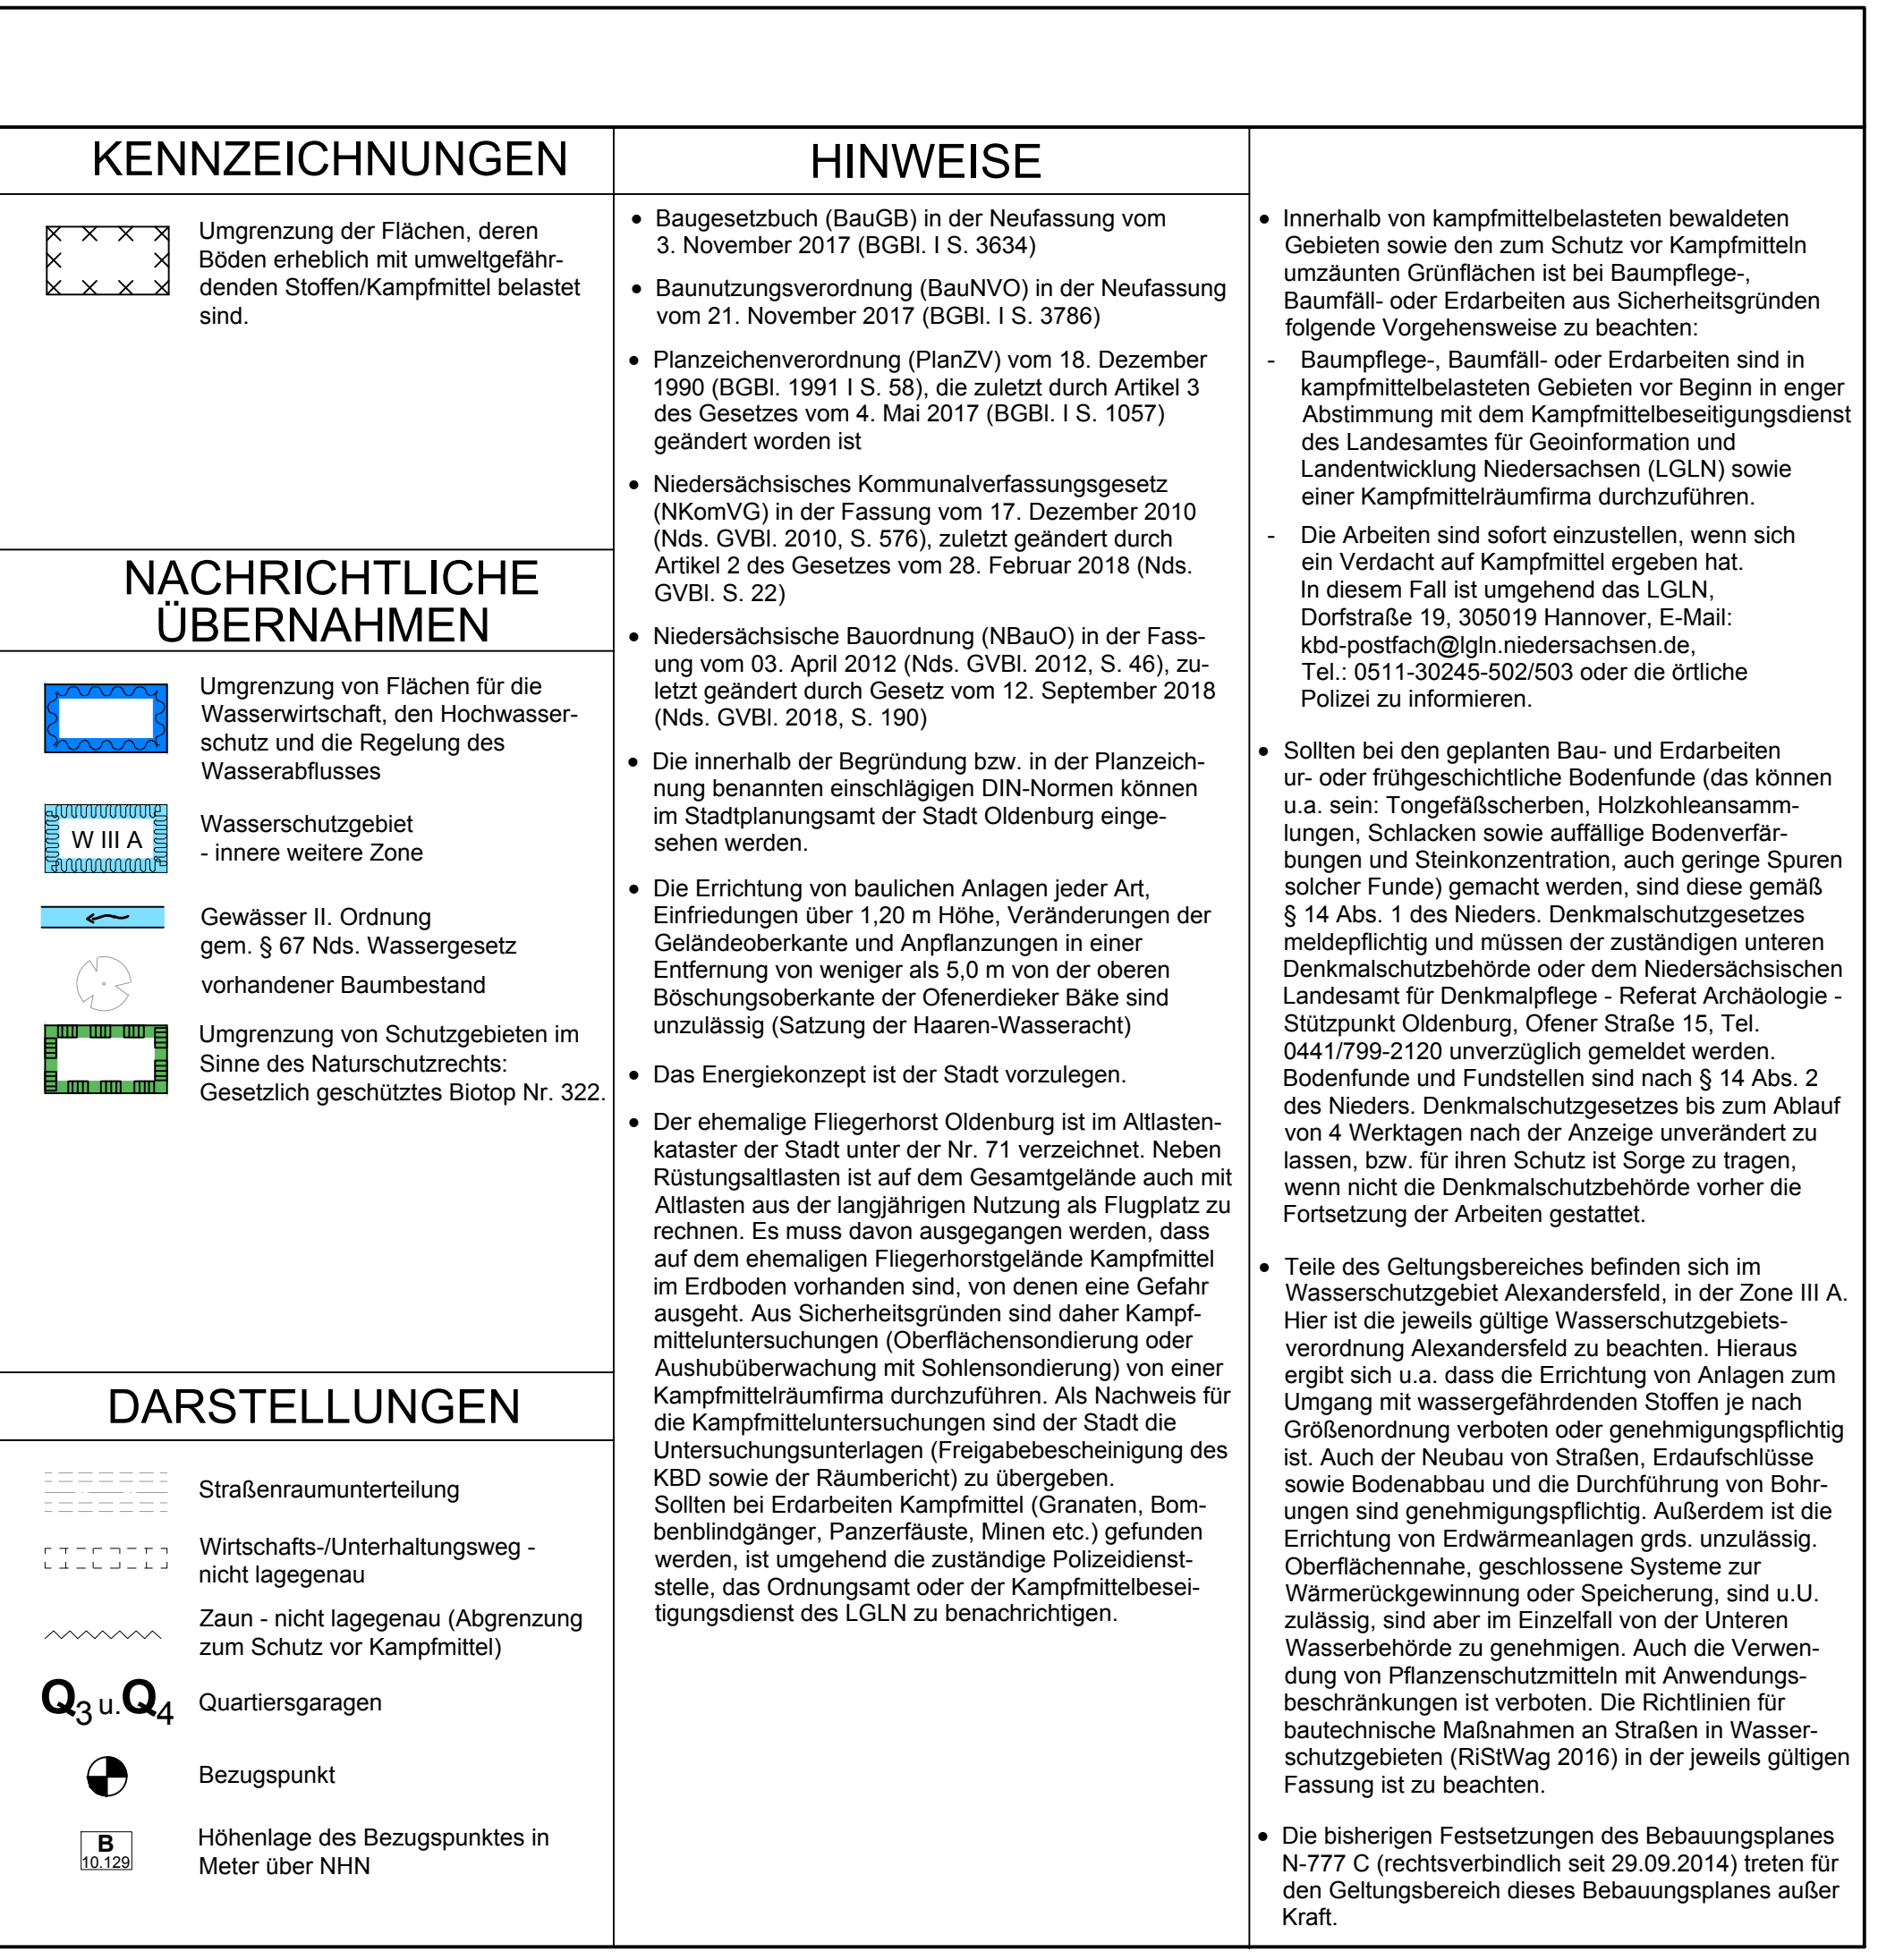 KENNZEICHNUNGEN
Umgrenzung der Flächen, deren
Böden erheblich mit umweltgefähr-
denden Stoffen/Kampfmittel belastet
sind.
NACHRICHTLICHE
ÜBERNAHMEN
Umgrenzung von Flächen für die
Wasserwirtschaft, den Hochwasser-
schutz und die Regelung des
Wasserabflusses
W III A
Wasserschutzgebiet
- innere weitere Zone
Gewässer II. Ordnung
gem. § 67 Nds. Wassergesetz
vorhandener Baumbestand
Umgrenzung von Schutzgebieten im
Sinne des Naturschutzrechts:
Gesetzlich geschütztes Biotop Nr. 322.
DARSTELLUNGEN
Straßenraumunterteilung
Wirtschafts-/Unterhaltungsweg -
nicht lagegenau
Zaun - nicht lagegenau (Abgrenzung
zum Schutz vor Kampfmittel)
Q3 u. Q4 Quartiersgaragen
Bezugspunkt
B
10.129
Höhenlage des Bezugspunktes in
Meter über NHN
HINWEISE
• Baugesetzbuch (BauGB) in der Neufassung vom
3. November 2017 (BGBl. I S. 3634)
• Baunutzungsverordnung (BauNVO) in der Neufassung
vom 21. November 2017 (BGBl. I S. 3786)
• Planzeichenverordnung (PlanZV) vom 18. Dezember
1990 (BGBl. 1991 I S. 58), die zuletzt durch Artikel 3
des Gesetzes vom 4. Mai 2017 (BGBl. I S. 1057)
geändert worden ist
• Niedersächsisches Kommunalverfassungsgesetz
(NKomVG) in der Fassung vom 17. Dezember 2010
(Nds. GVBl. 2010, S. 576), zuletzt geändert durch
Artikel 2 des Gesetzes vom 28. Februar 2018 (Nds.
GVBl. S. 22)
• Niedersächsische Bauordnung (NBauO) in der Fass-
ung vom 03. April 2012 (Nds. GVBl. 2012, S. 46), zu-
letzt geändert durch Gesetz vom 12. September 2018
(Nds. GVBl. 2018, S. 190)
• Die innerhalb der Begründung bzw. in der Planzeich-
nung benannten einschlägigen DIN-Normen können
im Stadtplanungsamt der Stadt Oldenburg einge-
sehen werden.
• Die Errichtung von baulichen Anlagen jeder Art,
Einfriedungen über 1,20 m Höhe, Veränderungen der
Geländeoberkante und Anpflanzungen in einer
Entfernung von weniger als 5,0 m von der oberen
Böschungsoberkante der Ofenerdieker Bäke sind
unzulässig (Satzung der Haaren-Wasseracht)
• Das Energiekonzept ist der Stadt vorzulegen.
• Der ehemalige Fliegerhorst Oldenburg ist im Altlasten-
kataster der Stadt unter der Nr. 71 verzeichnet. Neben
Rüstungsaltlasten ist auf dem Gesamtgelände auch mit
Altlasten aus der langjährigen Nutzung als Flugplatz zu
rechnen. Es muss davon ausgegangen werden, dass
auf dem ehemaligen Fliegerhorstgelände Kampfmittel
im Erdboden vorhanden sind, von denen eine Gefahr
ausgeht. Aus Sicherheitsgründen sind daher Kampf-
mitteluntersuchungen (Oberflächensondierung oder
Aushubüberwachung mit Sohlensondierung) von einer
Kampfmittelräumfirma durchzuführen. Als Nachweis für
die Kampfmitteluntersuchungen sind der Stadt die
Untersuchungsunterlagen (Freigabebescheinigung des
KBD sowie der Räumbericht) zu übergeben.
Sollten bei Erdarbeiten Kampfmittel (Granaten, Bom-
benblindgänger, Panzerfäuste, Minen etc.) gefunden
werden, ist umgehend die zuständige Polizeidienst-
stelle, das Ordnungsamt oder der Kampfmittelbesei-
tigungsdienst des LGLN zu benachrichtigen.
• Innerhalb von kampfmittelbelasteten bewaldeten
Gebieten sowie den zum Schutz vor Kampfmitteln
umzäunten Grünflächen ist bei Baumpflege-,
Baumfäll- oder Erdarbeiten aus Sicherheitsgründen
folgende Vorgehensweise zu beachten:
- Baumpflege-, Baumfäll- oder Erdarbeiten sind in
kampfmittelbelasteten Gebieten vor Beginn in enger
Abstimmung mit dem Kampfmittelbeseitigungsdienst
des Landesamtes für Geoinformation und
Landentwicklung Niedersachsen (LGLN) sowie
einer Kampfmittelräumfirma durchzuführen.
- Die Arbeiten sind sofort einzustellen, wenn sich
ein Verdacht auf Kampfmittel ergeben hat.
In diesem Fall ist umgehend das LGLN,
Dorfstraße 19, 305019 Hannover, E-Mail:
kbd-postfach@lgln.niedersachsen.de,
Tel.: 0511-30245-502/503 oder die örtliche
Polizei zu informieren.
• Sollten bei den geplanten Bau- und Erdarbeiten
ur- oder frühgeschichtliche Bodenfunde (das können
u.a. sein: Tongefäßscherben, Holzkohleansamm-
lungen, Schlacken sowie auffällige Bodenverfär-
bungen und Steinkonzentration, auch geringe Spuren
solcher Funde) gemacht werden, sind diese gemäß
§ 14 Abs. 1 des Nieders. Denkmalschutzgesetzes
meldepflichtig und müssen der zuständigen unteren
Denkmalschutzbehörde oder dem Niedersächsischen
Landesamt für Denkmalpflege - Referat Archäologie -
Stützpunkt Oldenburg, Ofener Straße 15, Tel.
0441/799-2120 unverzüglich gemeldet werden.
Bodenfunde und Fundstellen sind nach § 14 Abs. 2
des Nieders. Denkmalschutzgesetzes bis zum Ablauf
von 4 Werktagen nach der Anzeige unverändert zu
lassen, bzw. für ihren Schutz ist Sorge zu tragen,
wenn nicht die Denkmalschutzbehörde vorher die
Fortsetzung der Arbeiten gestattet.
• Teile des Geltungsbereiches befinden sich im
Wasserschutzgebiet Alexandersfeld, in der Zone III A.
Hier ist die jeweils gültige Wasserschutzgebiets-
verordnung Alexandersfeld zu beachten. Hieraus
ergibt sich u.a. dass die Errichtung von Anlagen zum
Umgang mit wassergefährdenden Stoffen je nach
Größenordnung verboten oder genehmigungspflichtig
ist. Auch der Neubau von Straßen, Erdaufschlüsse
sowie Bodenabbau und die Durchführung von Bohr-
ungen sind genehmigungspflichtig. Außerdem ist die
Errichtung von Erdwärmeanlagen grds. unzulässig.
Oberflächennahe, geschlossene Systeme zur
Wärmerückgewinnung oder Speicherung, sind u.U.
zulässig, sind aber im Einzelfall von der Unteren
Wasserbehörde zu genehmigen. Auch die Verwen-
dung von Pflanzenschutzmitteln mit Anwendungs-
beschränkungen ist verboten. Die Richtlinien für
bautechnische Maßnahmen an Straßen in Wasser-
schutzgebieten (RiStWag 2016) in der jeweils gültigen
Fassung ist zu beachten.
• Die bisherigen Festsetzungen des Bebauungsplanes
N-777 C (rechtsverbindlich seit 29.09.2014) treten für
den Geltungsbereich dieses Bebauungsplanes außer
Kraft.